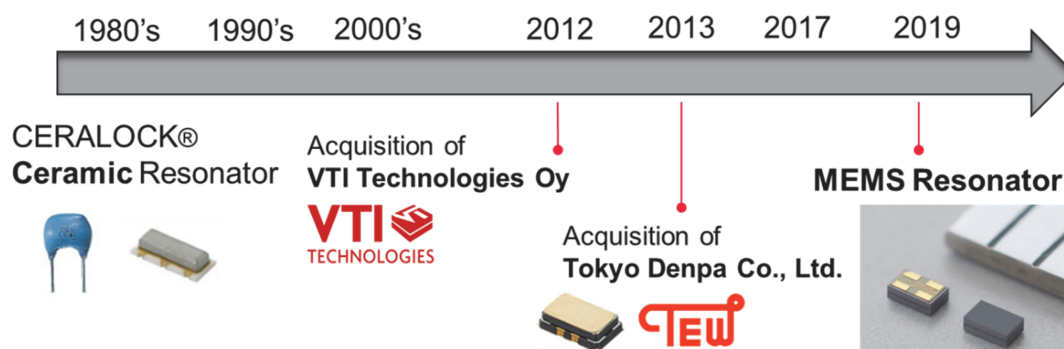 1980's 1990's 2000's 2012 2013 2017 2019
CERALOCK®
Ceramic Resonator
Acquisition of
VTI Technologies Oy
VTI
TECHNOLOGIES
Acquisition of
Tokyo Denpa Co., Ltd.
TEW
MEMS Resonator